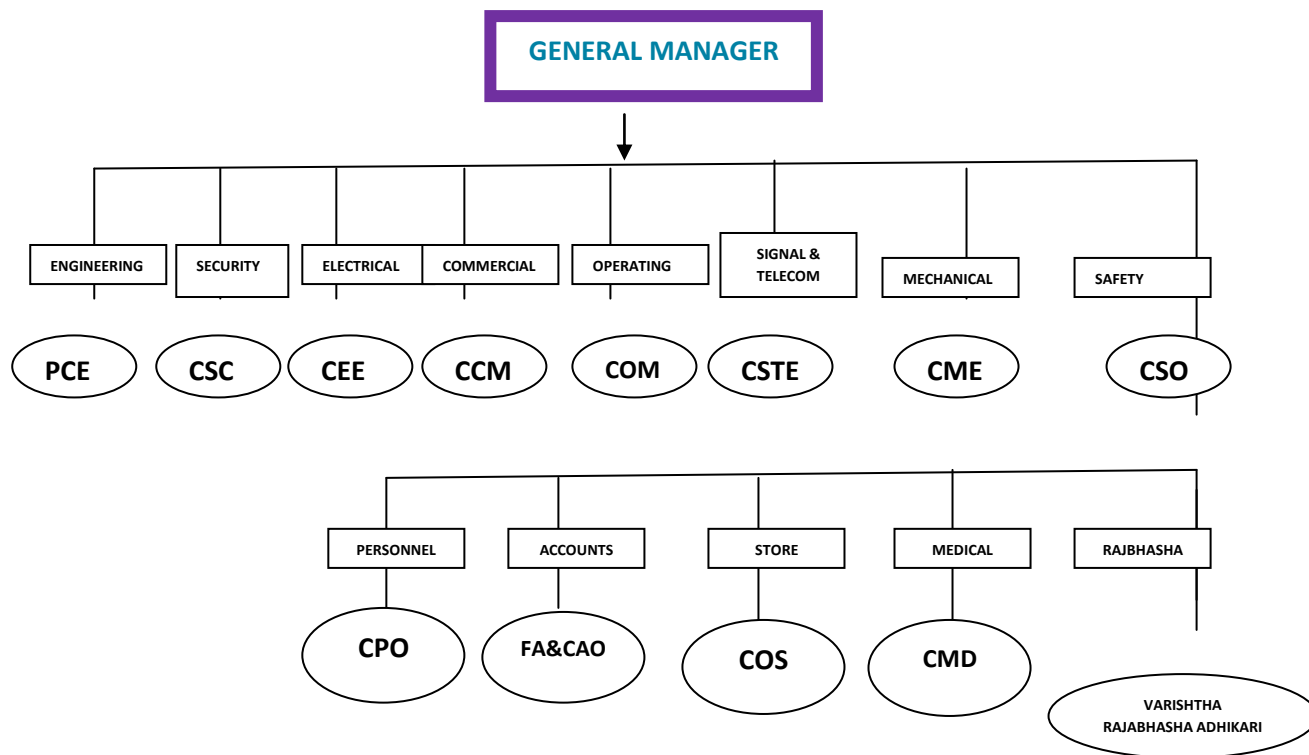 GENERAL MANAGER
ENGINEERING
SECURITY
ELECTRICAL
COMMERCIAL
OPERATING
SIGNAL &
TELECOM
MECHANICAL
SAFETY
PCE
CSC
CEE
CCM
COM
CSTE
CME
CSO
PERSONNEL
ACCOUNTS
STORE
MEDICAL
RAJBHASHA
CPO
FA&CAO
COS
CMD
VARISHTHA
RAJABHASHA ADHIKARI